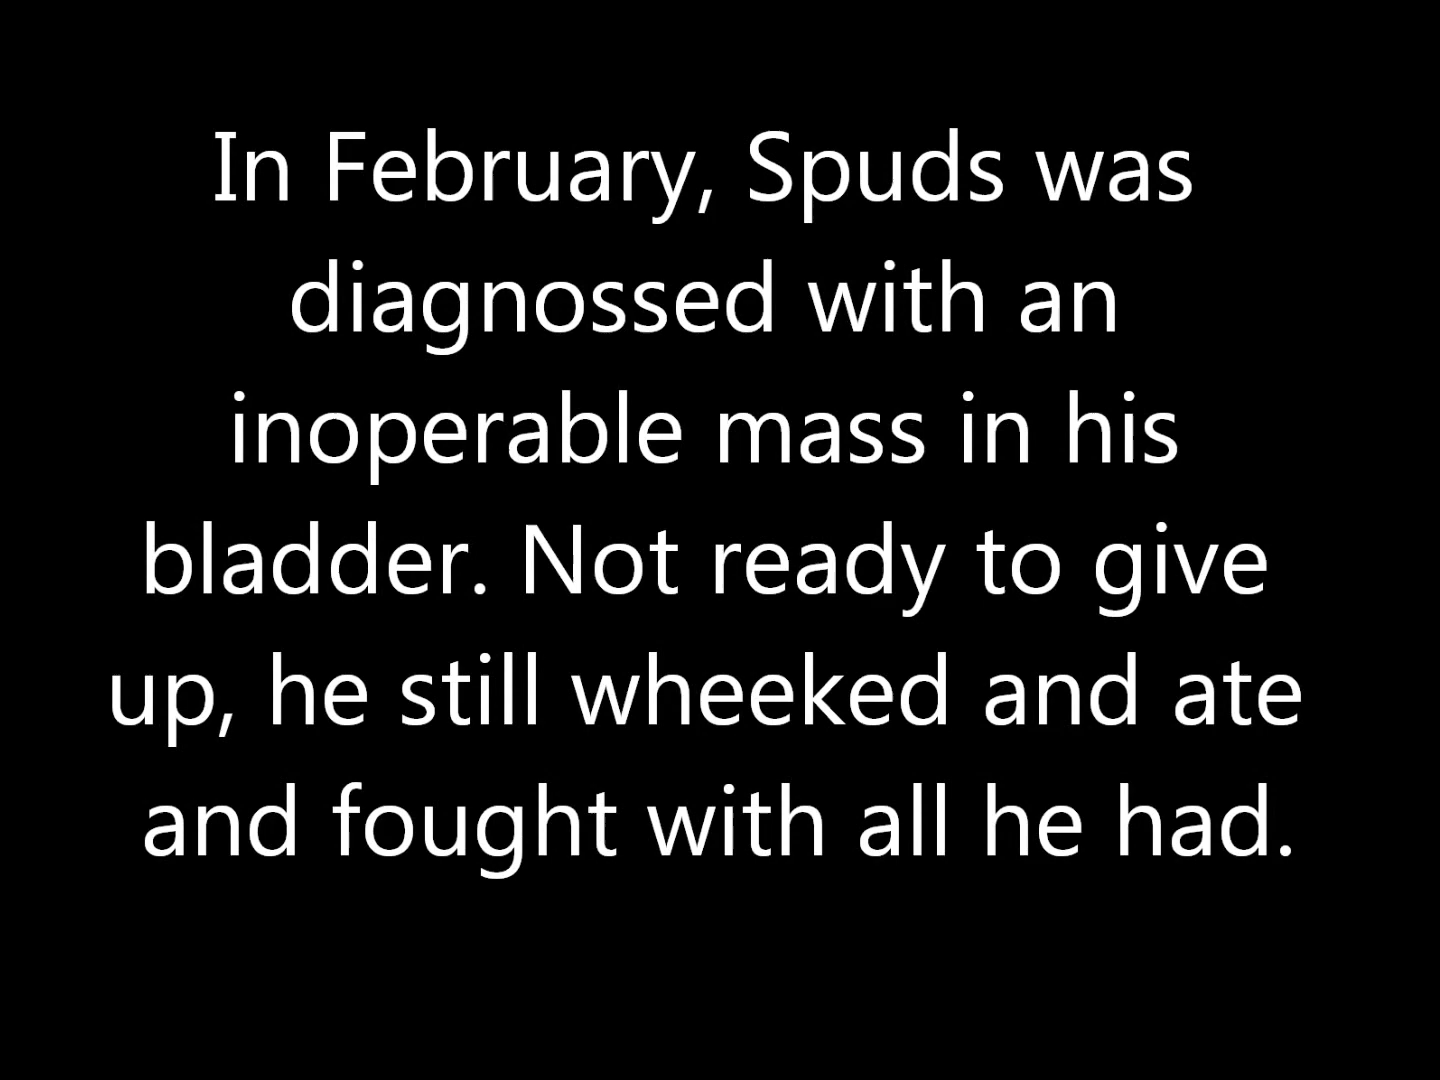 In February, Spuds was
diagnossed with an
inoperable mass in his
bladder. Not ready to give
up, he still wheeked and ate
and fought with all he had.